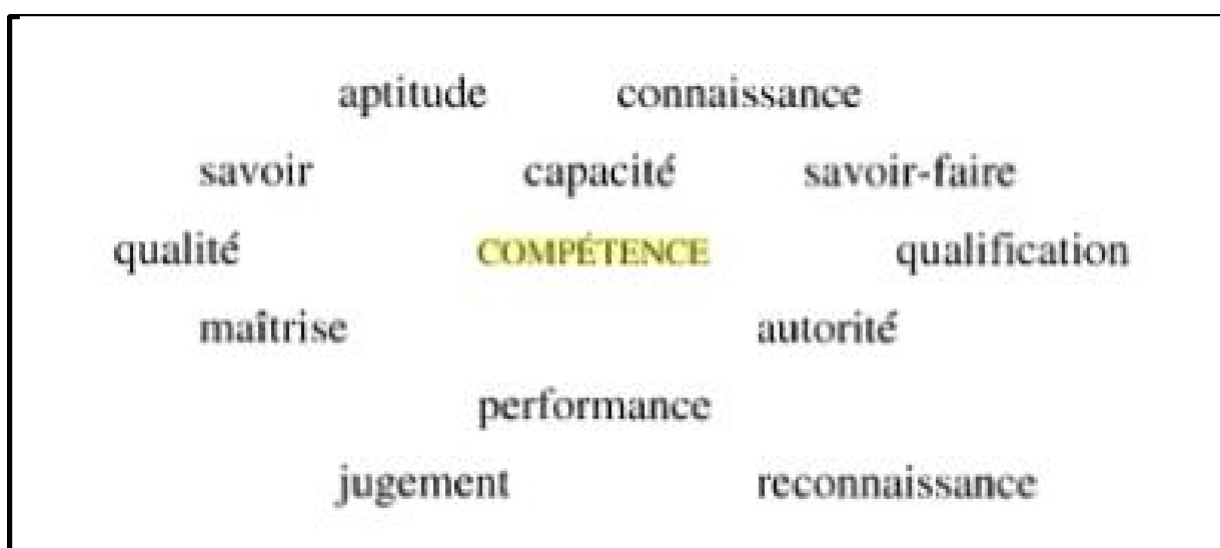 aptitude connaissance
savoir capacité savoir-faire
qualité COMPÉTENCE qualification
maîtrise autorité
performance
jugement reconnaissance